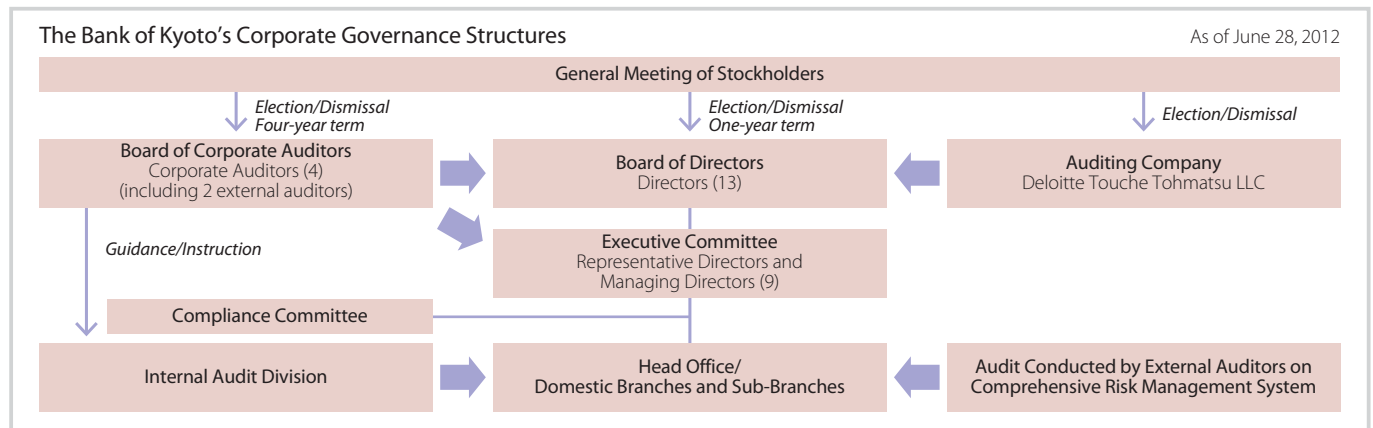 The Bank of Kyoto's Corporate Governance Structures
As of June 28, 2012
General Meeting of Stockholders
Election/Dismissal
Four-year term
Election/Dismissal
One-year term
Election/Dismissal
Board of Corporate Auditors
Corporate Auditors (4)
(including 2 external auditors)
Board of Directors
Directors (13)
Auditing Company
Deloitte Touche Tohmatsu LLC
Guidance/Instruction
Executive Committee
Representative Directors and
Managing Directors (9)
Compliance Committee
Internal Audit Division
Head Office/
Domestic Branches and Sub-Branches
Audit Conducted by External Auditors on
Comprehensive Risk Management System